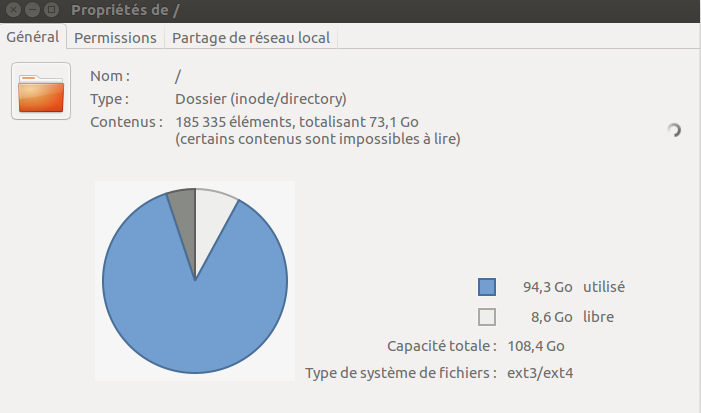 Propriétés de /
Général Permissions Partage de réseau local
Nom : /
Type : Dossier (inode/directory)
Contenus : 185 335 éléments, totalisant 73,1 Go
(certains contenus sont impossibles à lire)
94,3 Go utilisé
8,6 Go libre
Capacité totale : 108,4 Go
Type de système de fichiers : ext3/ext4